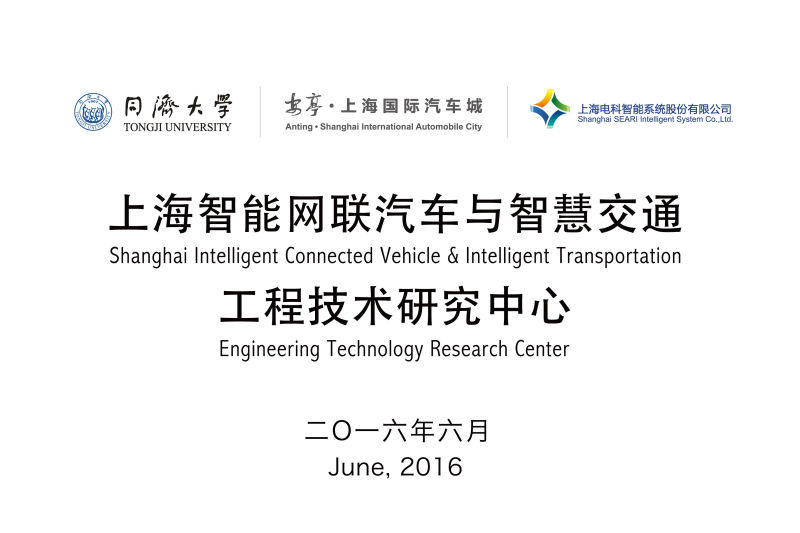 同濟大學
TONGJI UNIVERSITY
安亭·上海国际汽车城
Anting • Shanghai International Automobile City
上海电科智能系统股份有限公司
Shanghai SEARI Intelligent System Co.,Ltd.
上海智能网联汽车与智慧交通
Shanghai Intelligent Connected Vehicle & Intelligent Transportation
工程技术研究中心
Engineering Technology Research Center
二〇一六年六月
June, 2016